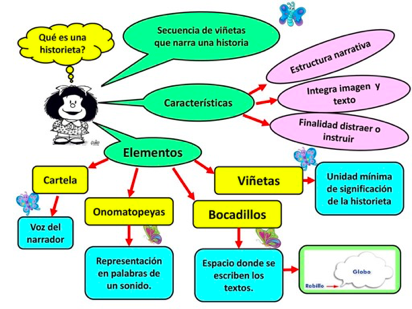 Qué es una
historieta?
Secuencia de viñetas
que narra una historia
Características
Estructura narrativa
Integra imagen y
texto
Finalidad distraer o
instruir
Elementos
Cartela
Voz del
narrador
Onomatopeyas
Representación
en palabras de
un sonido.
Bocadillos
Espacio donde se
escriben los
textos.
Globo
Rabillo
Viñetas
Unidad mínima
de significación
de la historieta